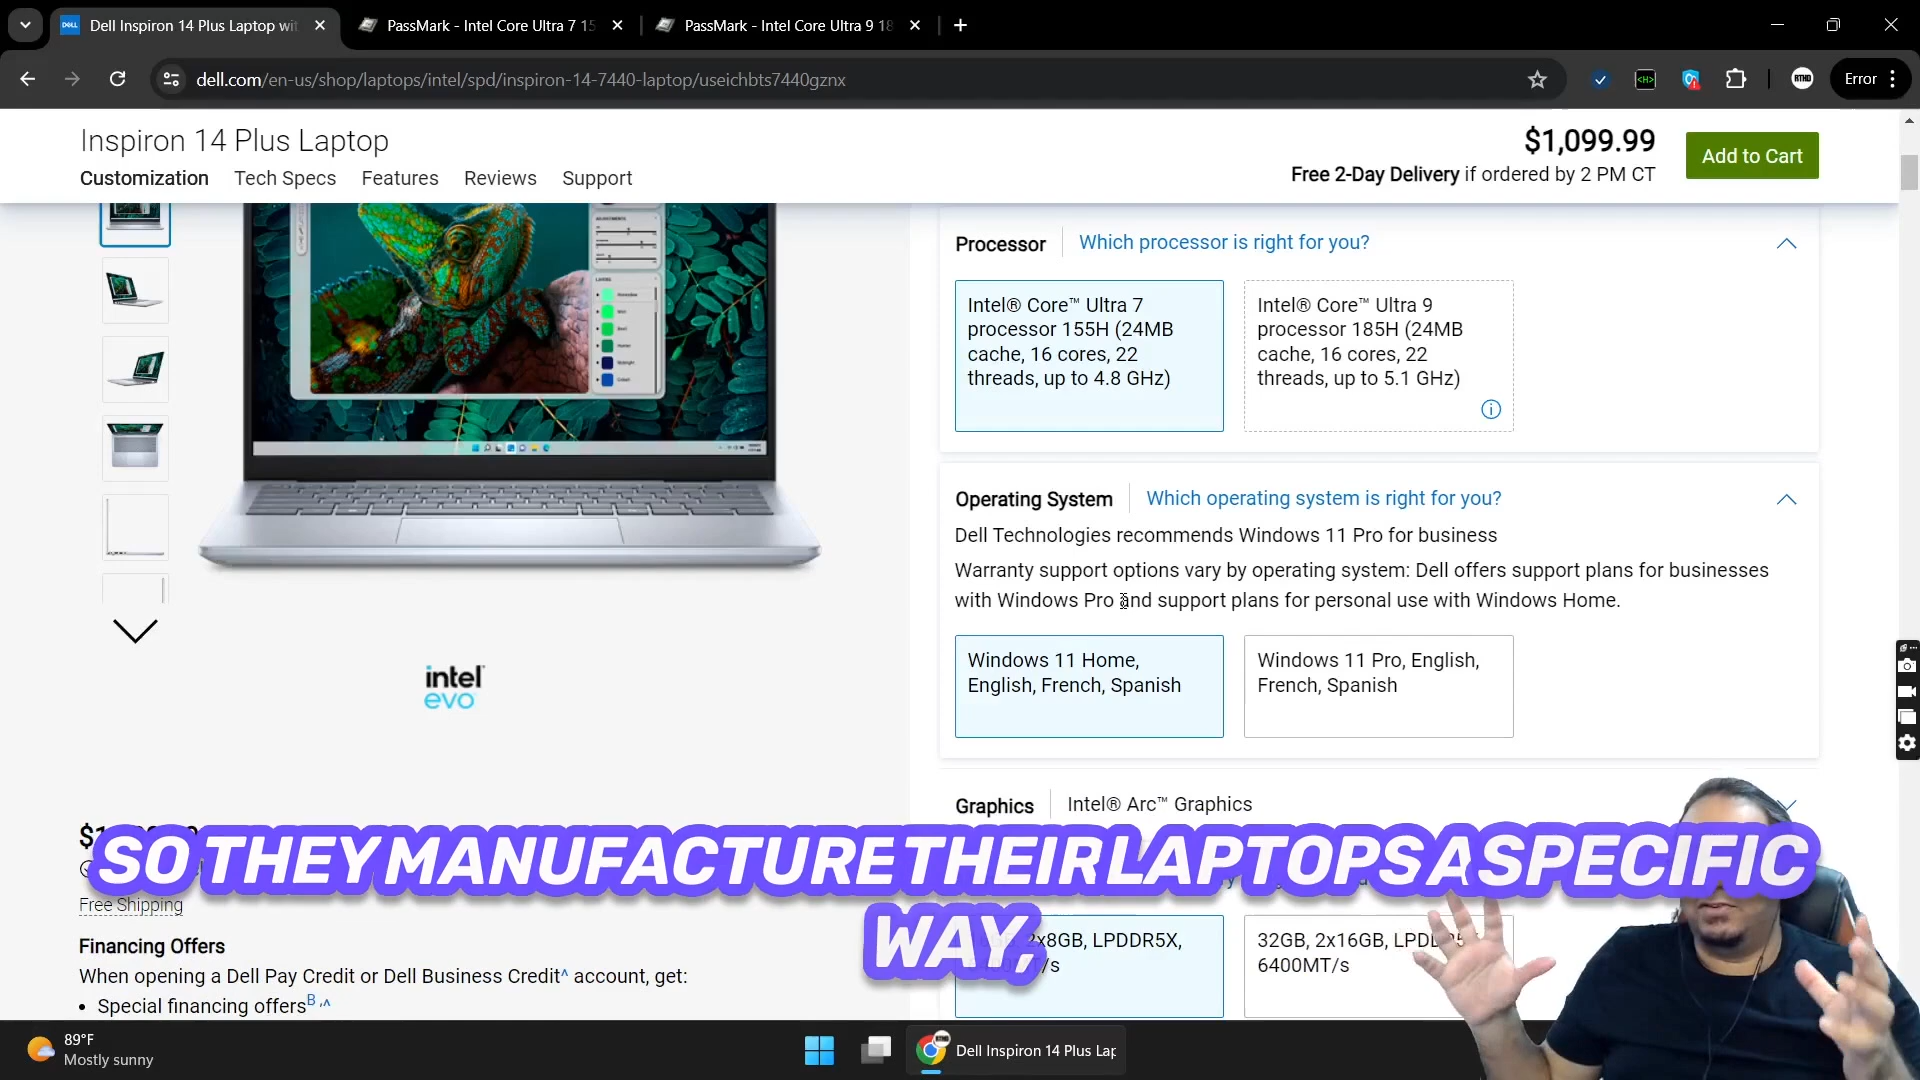 Dell Inspiron 14 Plus Laptop wit
PassMark - Intel Core Ultra 7 15
PassMark - Intel Core Ultra 9 18
dell.com/en-us/shop/laptops/intel/spd/inspiron-14-7440-laptop/useichbts7440gznx
RTHD
Error
Inspiron 14 Plus Laptop
$1,099.99
Free 2-Day Delivery if ordered by 2 PM CT
Add to Cart
Customization Tech Specs Features Reviews Support
Processor
Which processor is right for you?
Intel® Core™ Ultra 7
processor 155H (24MB
cache, 16 cores, 22
threads, up to 4.8 GHz)
Intel® Core™ Ultra 9
processor 185H (24MB
cache, 16 cores, 22
threads, up to 5.1 GHz)
Operating System
Which operating system is right for you?
Dell Technologies recommends Windows 11 Pro for business
Warranty support options vary by operating system: Dell offers support plans for businesses
with Windows Pro and support plans for personal use with Windows Home.
Windows 11 Home,
English, French, Spanish
Windows 11 Pro, English,
French, Spanish
intel
evo
Graphics
Intel® Arc™ Graphics
SO THEY MANUFACTURE THEIR LAPTOPS A SPECIFIC
WAY,
2x8GB, LPDDR5X,
32GB, 2x16GB,
6400MT/s
Free Shipping
Financing Offers
When opening a Dell Pay Credit or Dell Business Credit^ account, get:
• Special financing offers B,^
89°F
Mostly sunny
Dell Inspiron 14 Plus Lap